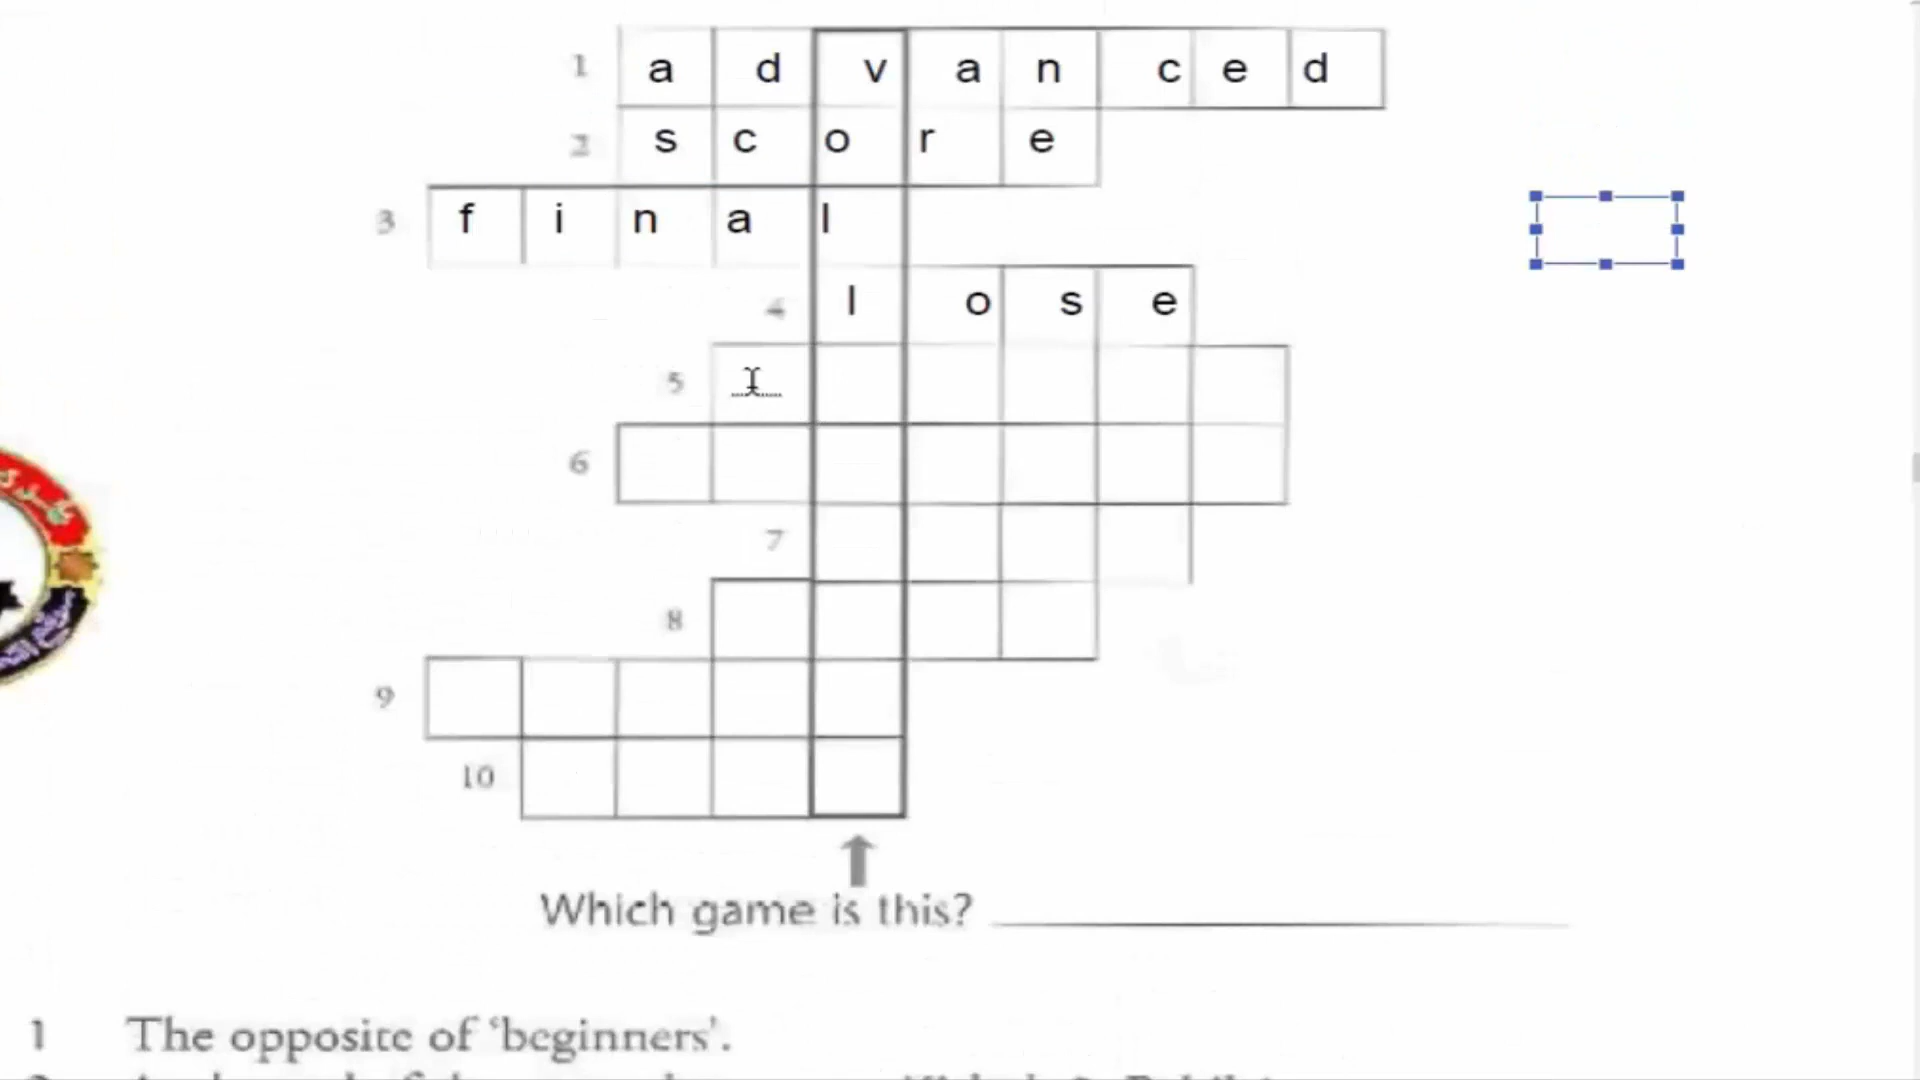 1 a d v a n c e d
2 s c o r e
3 f i n a l
4 l o s e
5
6
7
8
9
10
Which game is this?
1 The opposite of ‘beginners’.